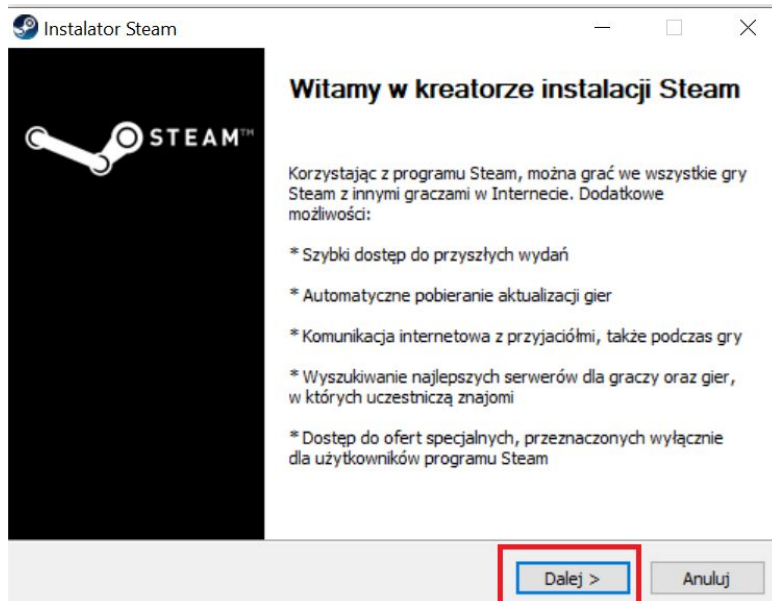 Instalator Steam
STEAM™
Witamy w kreatorze instalacji Steam
Korzystając z programu Steam, można grać we wszystkie gry
Steam z innymi graczami w Internecie. Dodatkowe
możliwości:
* Szybki dostęp do przyszłych wydań
* Automatyczne pobieranie aktualizacji gier
* Komunikacja internetowa z przyjaciółmi, także podczas gry
* Wyszukiwanie najlepszych serwerów dla graczy oraz gier,
w których uczestniczą znajomi
* Dostęp do ofert specjalnych, przeznaczonych wyłącznie
dla użytkowników programu Steam
Dalej >
Anuluj